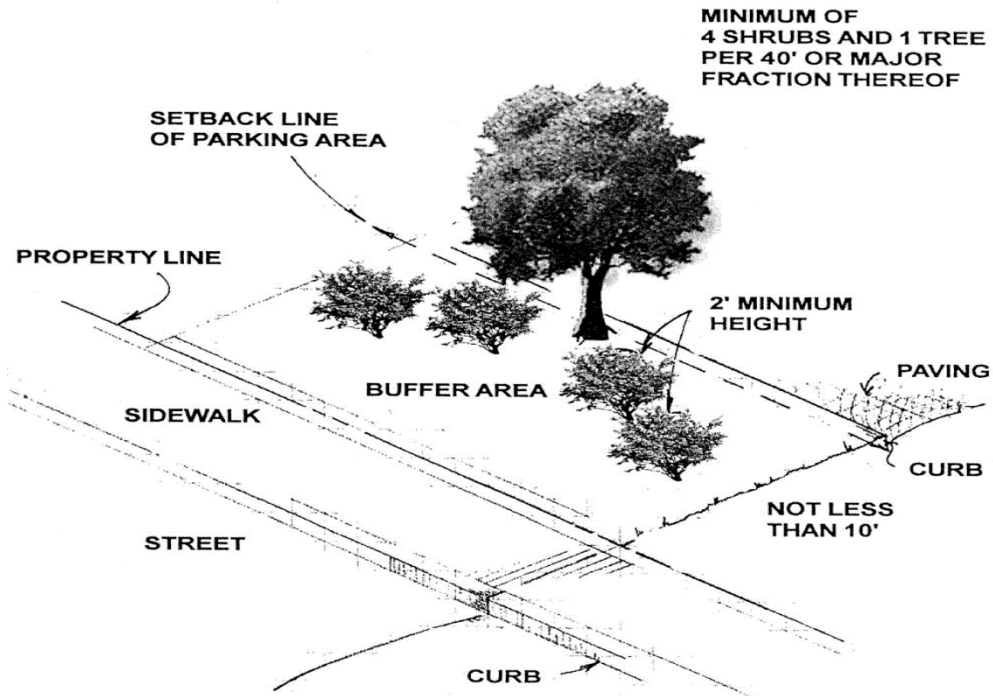 MINIMUM OF
4 SHRUBS AND 1 TREE
PER 40' OR MAJOR
FRACTION THEREOF
SETBACK LINE
OF PARKING AREA
PROPERTY LINE
2' MINIMUM
HEIGHT
PAVING
BUFFER AREA
SIDEWALK
CURB
NOT LESS
THAN 10'
STREET
CURB